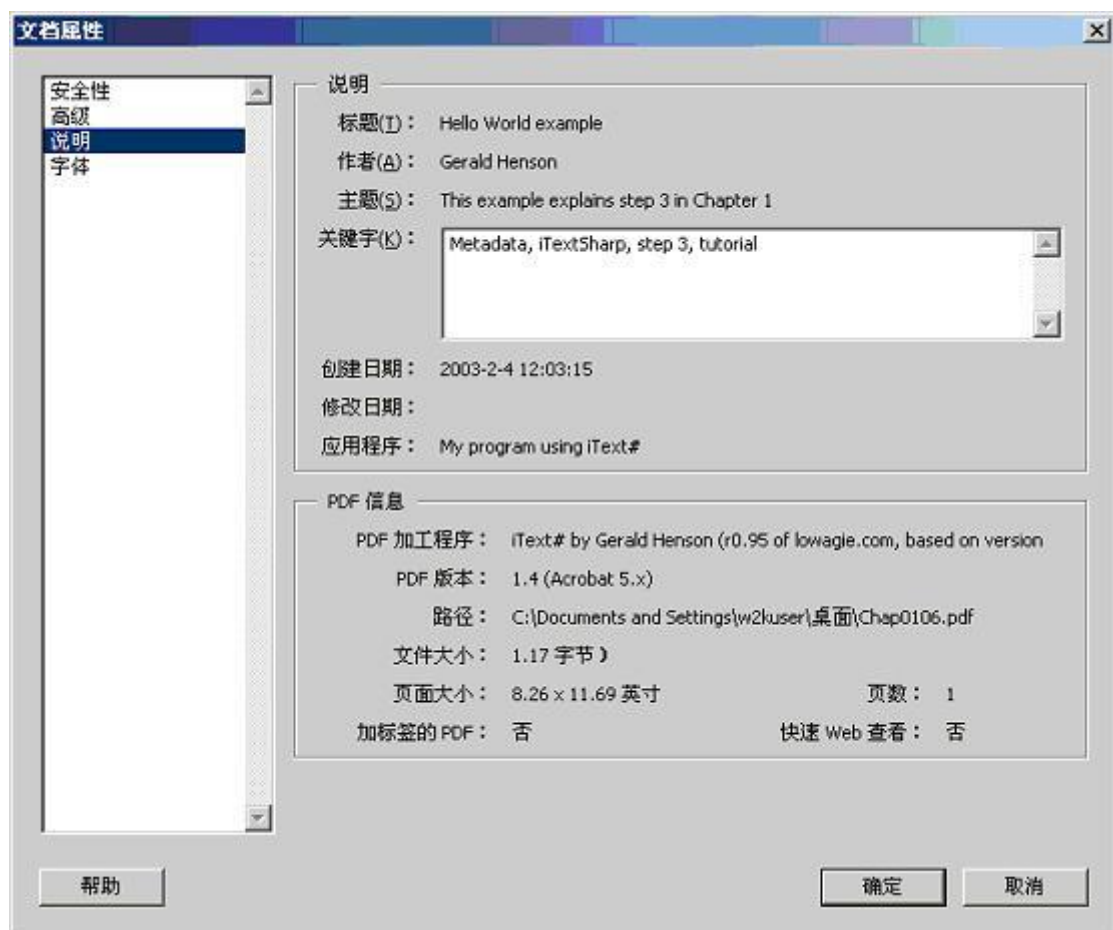 文档属性
安全性
高级
说明
字体
说明
标题(T)： Hello World example
作者(A)： Gerald Henson
主题(S)： This example explains step 3 in Chapter 1
关键字(K)： Metadata, iTextSharp, step 3, tutorial
创建日期： 2003-2-4 12:03:15
修改日期：
应用程序： My program using iText#
PDF 信息
PDF 加工程序： iText# by Gerald Henson (r0.95 of lowagie.com, based on version
PDF 版本： 1.4 (Acrobat 5.x)
路径： C:\Documents and Settings\w2kuser\桌面\Chap0106.pdf
文件大小： 1.17 字节 )
页面大小： 8.26 x 11.69 英寸 页数： 1
加标签的 PDF： 否 快速 Web 查看： 否
帮助 确定 取消